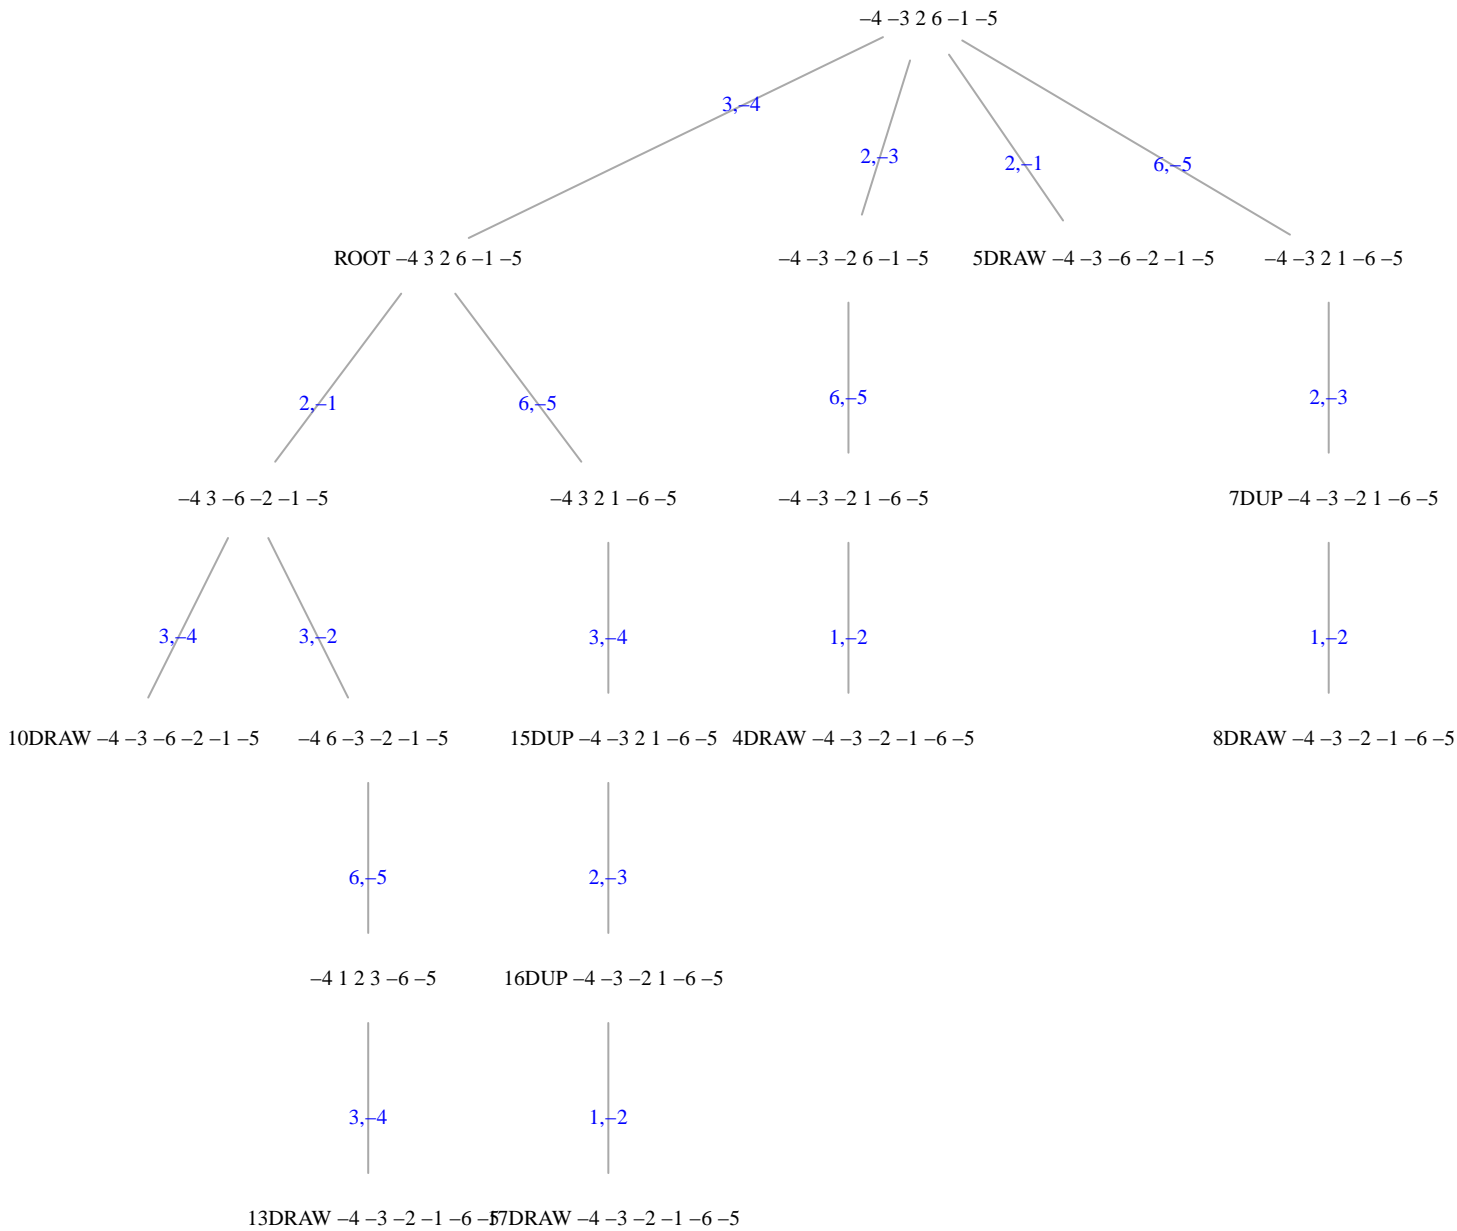 –4 –3 2 6 –1 –5
3,–4
2,–3
2,–1
6,–5
ROOT –4 3 2 6 –1 –5
–4 –3 –2 6 –1 –5
5DRAW –4 –3 –6 –2 –1 –5
–4 –3 2 1 –6 –5
2,–1
6,–5
6,–5
2,–3
–4 3 –6 –2 –1 –5
–4 3 2 1 –6 –5
–4 –3 –2 1 –6 –5
7DUP –4 –3 –2 1 –6 –5
3,–4
3,–2
3,–4
1,–2
1,–2
10DRAW –4 –3 –6 –2 –1 –5
–4 6 –3 –2 –1 –5
15DUP –4 –3 2 1 –6 –5
4DRAW –4 –3 –2 –1 –6 –5
8DRAW –4 –3 –2 –1 –6 –5
6,–5
2,–3
–4 1 2 3 –6 –5
16DUP –4 –3 –2 1 –6 –5
3,–4
1,–2
13DRAW –4 –3 –2 –1 –6 –5
17DRAW –4 –3 –2 –1 –6 –5